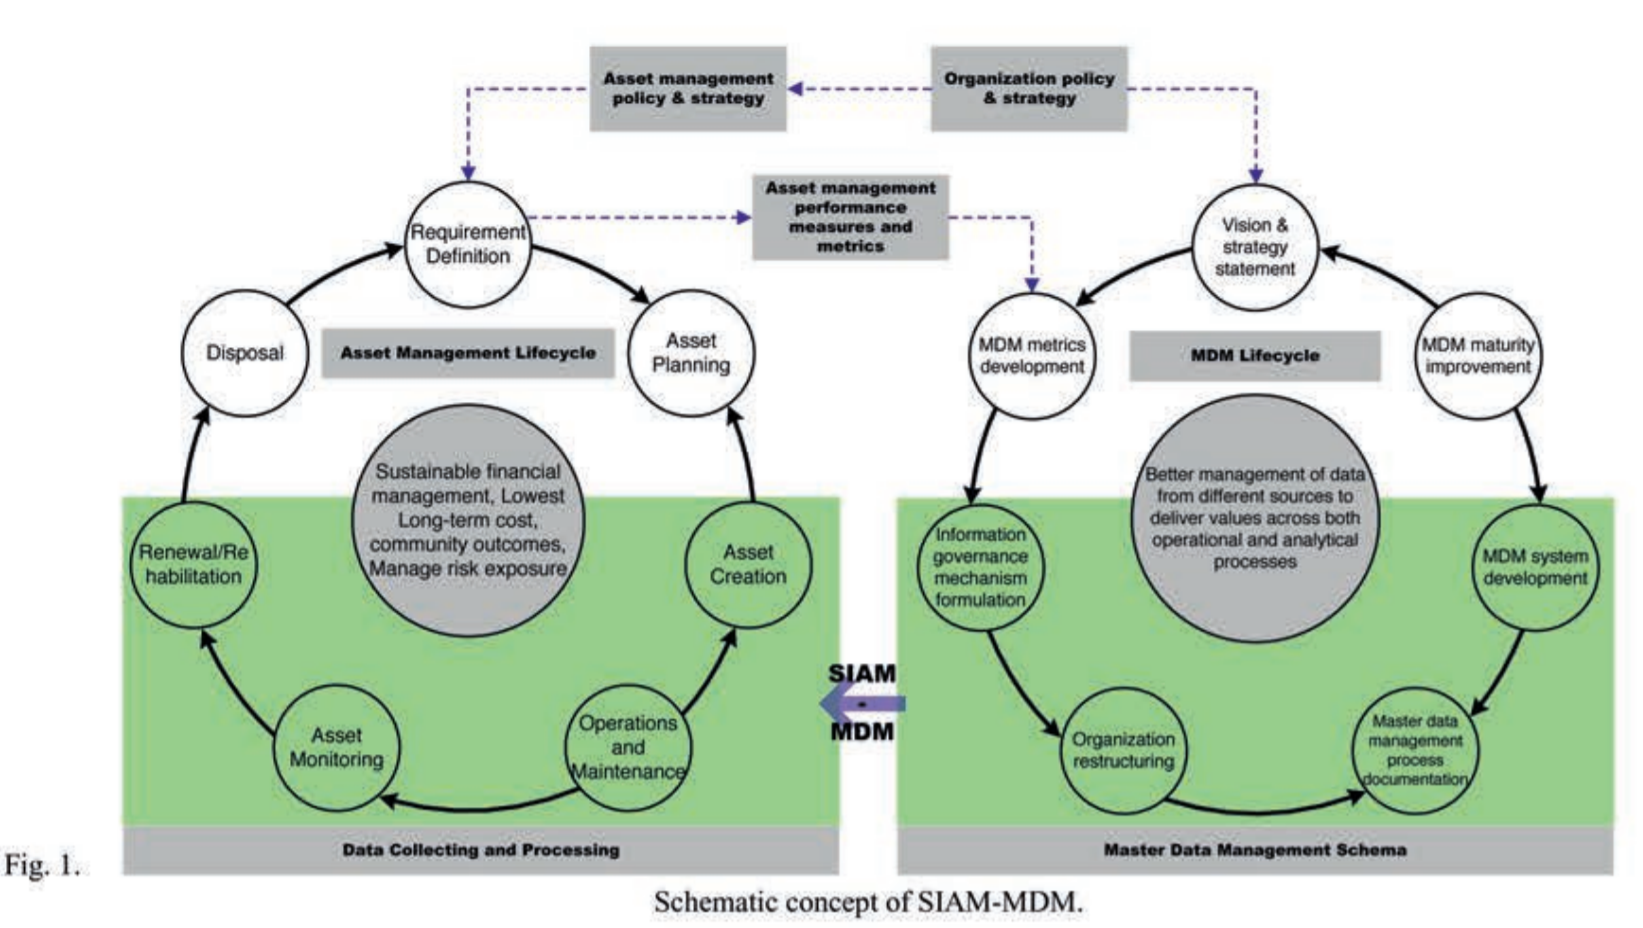 Asset management
policy & strategy
Organization policy
& strategy
Asset management
performance
measures and
metrics
Requirement
Definition
Vision &
strategy
statement
Disposal
Asset Management Lifecycle
Asset
Planning
MDM metrics
development
MDM Lifecycle
MDM maturity
improvement
Sustainable financial
management, Lowest
Long-term cost,
community outcomes,
Manage risk exposure
Better management of data
from different sources to
deliver values across both
operational and analytical
processes
Renewal/Re
habilitation
Asset
Creation
Information
governance
mechanism
formulation
MDM system
development
SIAM
-
MDM
Asset
Monitoring
Operations
and
Maintenance
Organization
restructuring
Master data
management
process
documentation
Data Collecting and Processing
Master Data Management Schema
Fig. 1.
Schematic concept of SIAM-MDM.